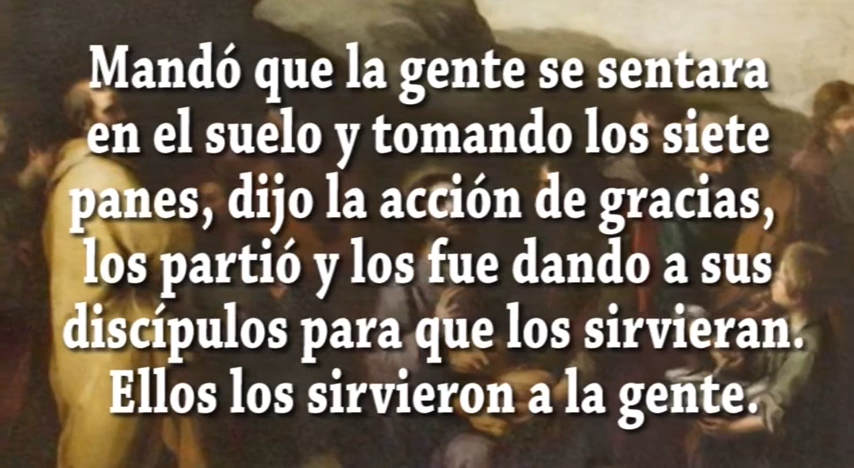 Mandó que la gente se sentara
en el suelo y tomando los siete
panes, dijo la acción de gracias,
los partió y los fue dando a sus
discípulos para que los sirvieran.
Ellos los sirvieron a la gente.